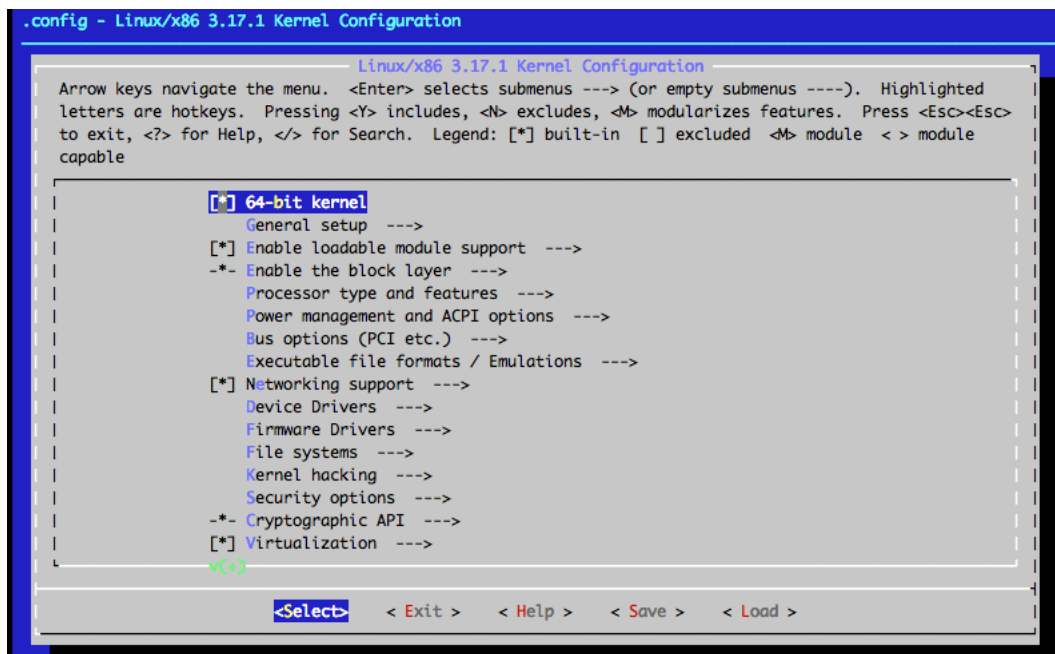 .config - Linux/x86 3.17.1 Kernel Configuration
Linux/x86 3.17.1 Kernel Configuration
Arrow keys navigate the menu.  <Enter> selects submenus ---> (or empty submenus ----).  Highlighted
letters are hotkeys.  Pressing <Y> includes, <N> excludes, <M> modularizes features.  Press <Esc><Esc>
to exit, <?> for Help, </> for Search.  Legend: [*] built-in  [ ] excluded  <M> module  < > module
capable
[*] 64-bit kernel
General setup  --->
[*] Enable loadable module support  --->
-*- Enable the block layer  --->
Processor type and features  --->
Power management and ACPI options  --->
Bus options (PCI etc.)  --->
Executable file formats / Emulations  --->
[*] Networking support  --->
Device Drivers  --->
Firmware Drivers  --->
File systems  --->
Kernel hacking  --->
Security options  --->
-*- Cryptographic API  --->
[*] Virtualization  --->
v(+)
<Select>    < Exit >    < Help >    < Save >    < Load >